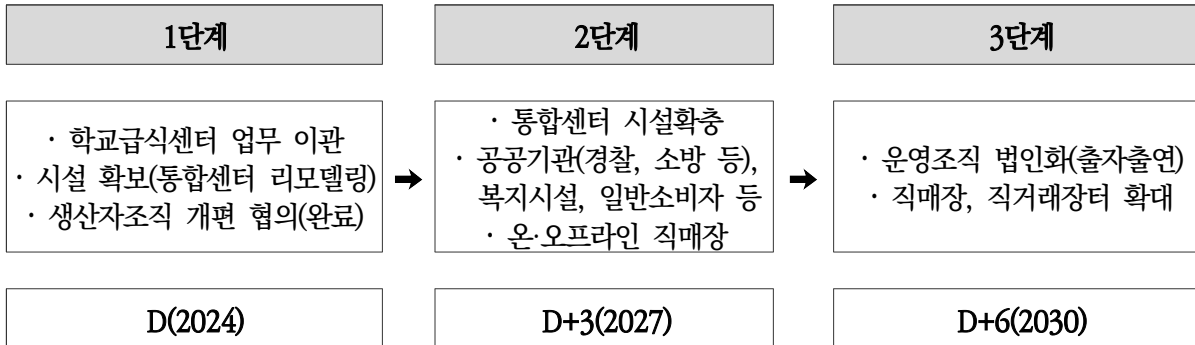 1단계
· 학교급식센터 업무 이관
· 시설 확보(통합센터 리모델링)
· 생산자조직 개편 협의(완료)
D(2024)
2단계
· 통합센터 시설확충
· 공공기관(경찰, 소방 등),
복지시설, 일반소비자 등
· 온·오프라인 직매장
D+3(2027)
3단계
· 운영조직 법인화(출자출연)
· 직매장, 직거래장터 확대
D+6(2030)